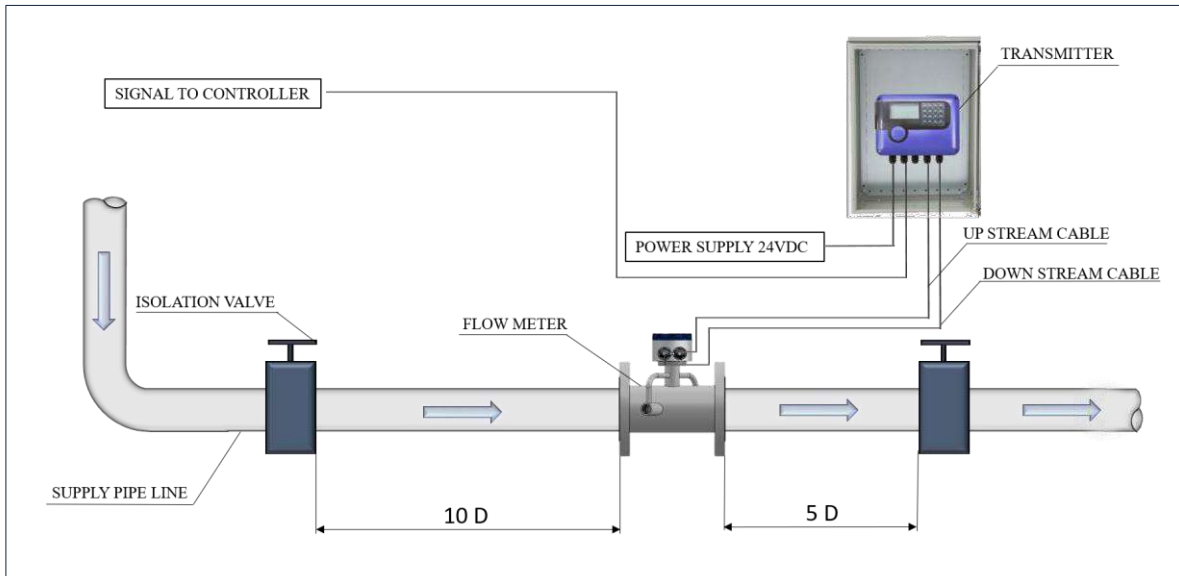 TRANSMITTER
SIGNAL TO CONTROLLER
UP STREAM CABLE
POWER SUPPLY 24VDC
DOWN STREAM CABLE
ISOLATION VALVE
FLOW METER
SUPPLY PIPE LINE
10 D
5 D